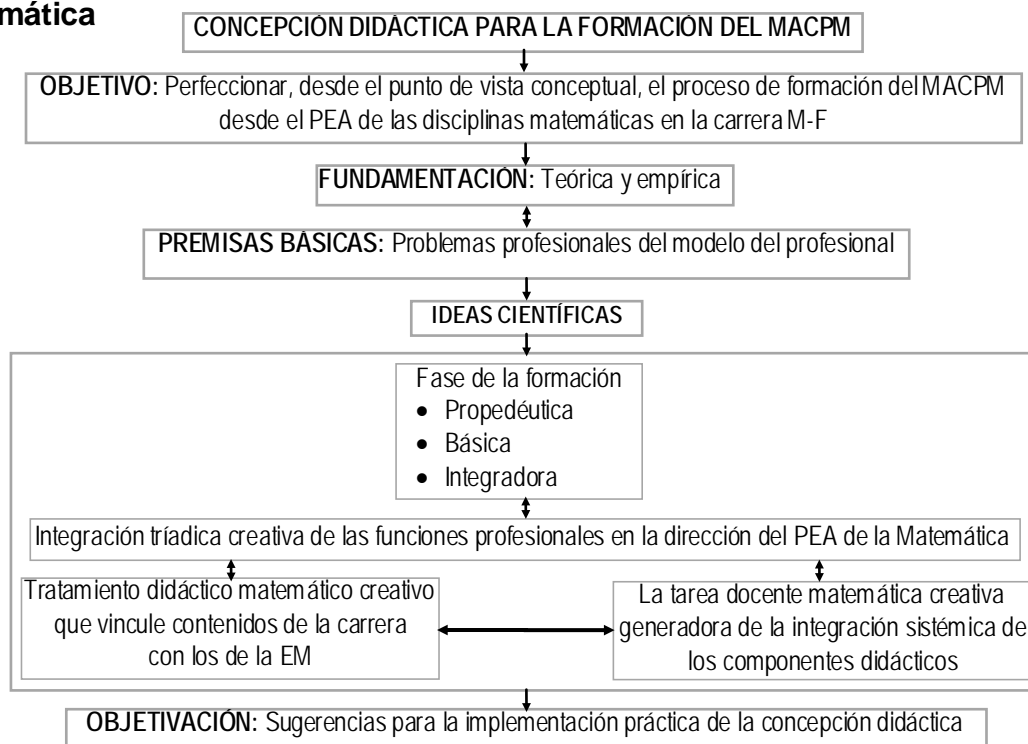 mática
CONCEPCIÓN DIDÁCTICA PARA LA FORMACIÓN DEL MACPM
OBJETIVO: Perfeccionar, desde el punto de vista conceptual, el proceso de formación del MACPM
desde el PEA de las disciplinas matemáticas en la carrera M-F
FUNDAMENTACIÓN: Teórica y empírica
PREMISAS BÁSICAS: Problemas profesionales del modelo del profesional
IDEAS CIENTÍFICAS
Fase de la formación
• Propedéutica
• Básica
• Integradora
Integración tríadica creativa de las funciones profesionales en la dirección del PEA de la Matemática
Tratamiento didáctico matemático creativo
que vincule contenidos de la carrera
con los de la EM
La tarea docente matemática creativa
generadora de la integración sistémica de
los componentes didácticos
OBJETIVACIÓN: Sugerencias para la implementación práctica de la concepción didáctica